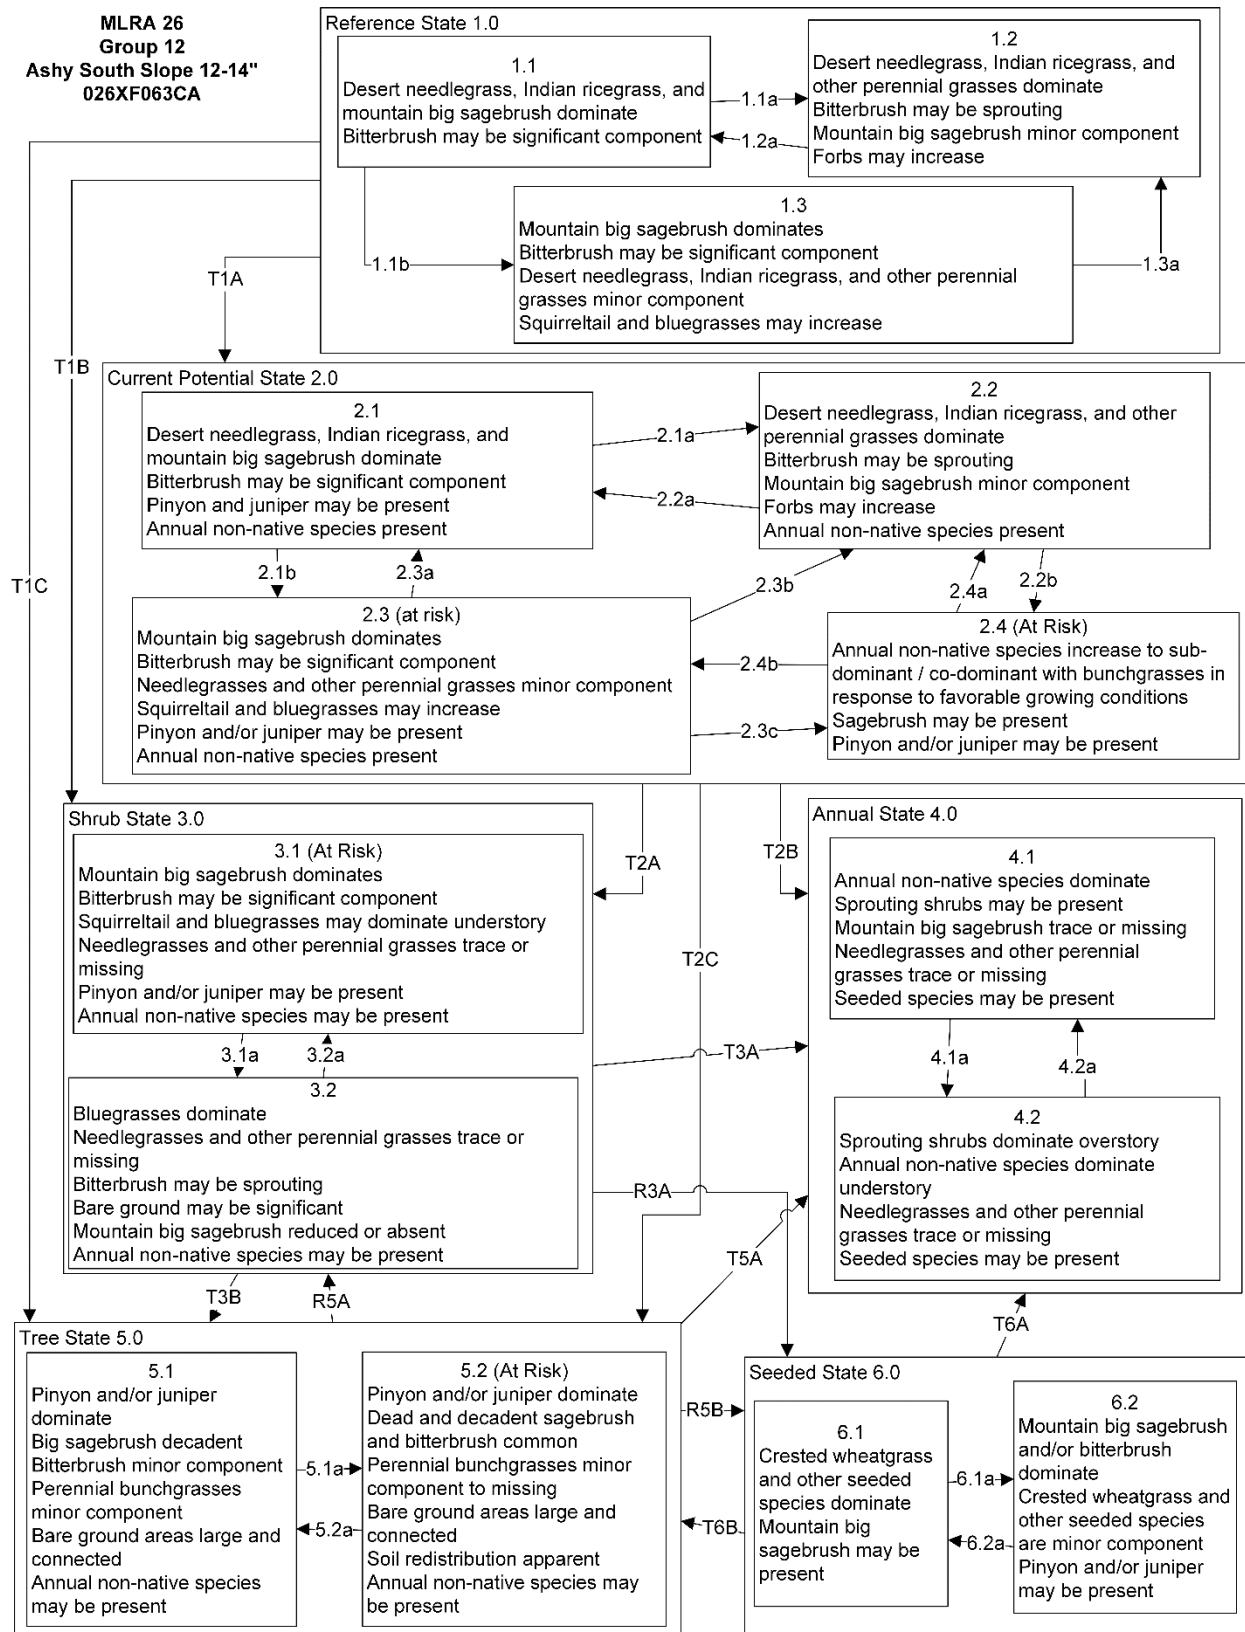 MLRA 26
Group 12
Ashy South Slope 12-14"
026XF063CA
Reference State 1.0
1.1
Desert needlegrass, Indian ricegrass, and
mountain big sagebrush dominate
Bitterbrush may be significant component
1.1a
1.2a
1.2
Desert needlegrass, Indian ricegrass, and
other perennial grasses dominate
Bitterbrush may be sprouting
Mountain big sagebrush minor component
Forbs may increase
1.1b
1.3
Mountain big sagebrush dominates
Bitterbrush may be significant component
Desert needlegrass, Indian ricegrass, and other perennial
grasses minor component
Squirreltail and bluegrasses may increase
1.3a
T1A
T1B
T1C
Current Potential State 2.0
2.1
Desert needlegrass, Indian ricegrass, and
mountain big sagebrush dominate
Bitterbrush may be significant component
Pinyon and juniper may be present
Annual non-native species present
2.1a
2.2a
2.2
Desert needlegrass, Indian ricegrass, and other
perennial grasses dominate
Bitterbrush may be sprouting
Mountain big sagebrush minor component
Forbs may increase
Annual non-native species present
2.1b
2.3a
2.3b
2.4a
2.2b
2.3 (at risk)
Mountain big sagebrush dominates
Bitterbrush may be significant component
Needlegrasses and other perennial grasses minor component
Squirreltail and bluegrasses may increase
Pinyon and/or juniper may be present
Annual non-native species present
2.4b
2.3c
2.4 (At Risk)
Annual non-native species increase to sub-
dominant / co-dominant with bunchgrasses in
response to favorable growing conditions
Sagebrush may be present
Pinyon and/or juniper may be present
T2A
T2B
T2C
Shrub State 3.0
3.1 (At Risk)
Mountain big sagebrush dominates
Bitterbrush may be significant component
Squirreltail and bluegrasses may dominate understory
Needlegrasses and other perennial grasses trace or
missing
Pinyon and/or juniper may be present
Annual non-native species may be present
3.1a
3.2a
3.2
Bluegrasses dominate
Needlegrasses and other perennial grasses trace or
missing
Bitterbrush may be sprouting
Bare ground may be significant
Mountain big sagebrush reduced or absent
Annual non-native species may be present
T3A
R3A
T3B
R5A
Annual State 4.0
4.1
Annual non-native species dominate
Sprouting shrubs may be present
Mountain big sagebrush trace or missing
Needlegrasses and other perennial
grasses trace or missing
Seeded species may be present
4.1a
4.2a
4.2
Sprouting shrubs dominate overstory
Annual non-native species dominate
understory
Needlegrasses and other perennial
grasses trace or missing
Seeded species may be present
T5A
T6A
Tree State 5.0
5.1
Pinyon and/or juniper
dominate
Big sagebrush decadent
Bitterbrush minor component
Perennial bunchgrasses
minor component
Bare ground areas large and
connected
Annual non-native species
may be present
5.1a
5.2a
5.2 (At Risk)
Pinyon and/or juniper dominate
Dead and decadent sagebrush
and bitterbrush common
Perennial bunchgrasses minor
component to missing
Bare ground areas large and
connected
Soil redistribution apparent
Annual non-native species may
be present
R5B
T6B
Seeded State 6.0
6.1
Crested wheatgrass
and other seeded
species dominate
Mountain big
sagebrush may be
present
6.1a
6.2a
6.2
Mountain big sagebrush
and/or bitterbrush
dominate
Crested wheatgrass and
other seeded species
are minor component
Pinyon and/or juniper
may be present